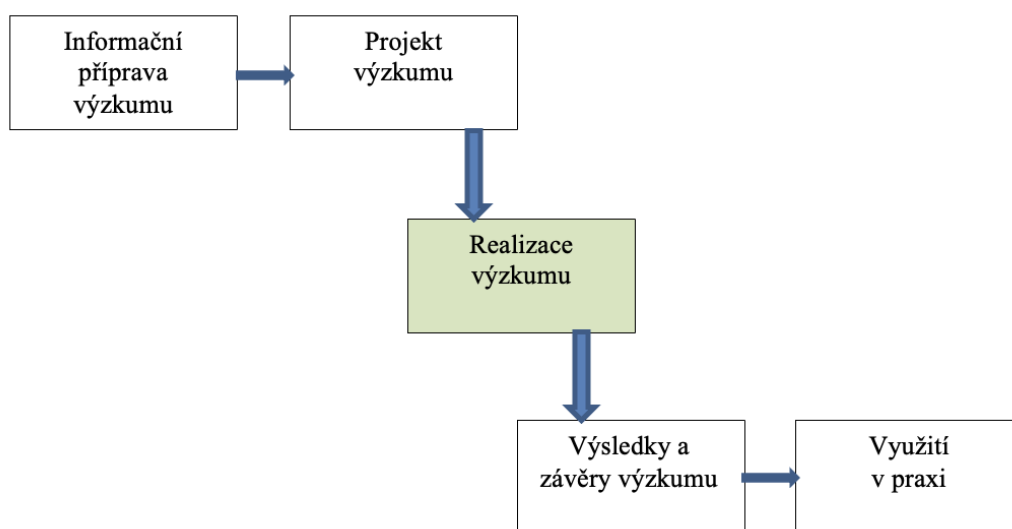 Informační
příprava
výzkumu
Projekt
výzkumu
Realizace
výzkumu
Výsledky a
závěry výzkumu
Využití
v praxi